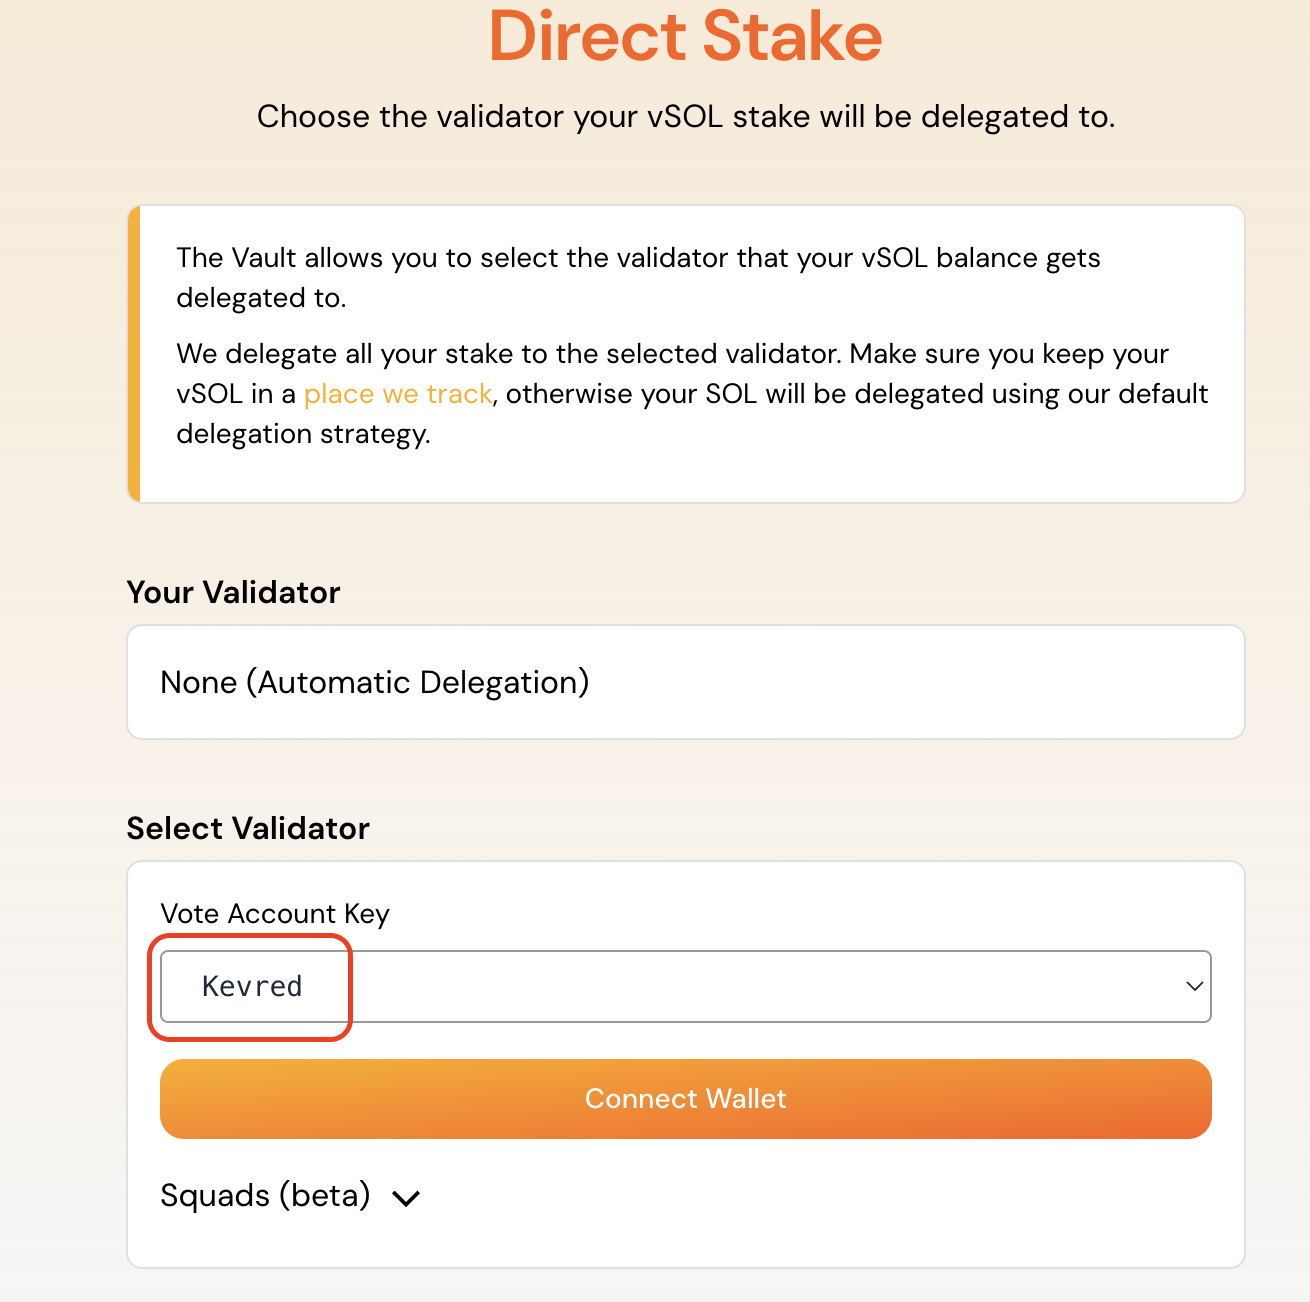 Direct Stake
Choose the validator your vSOL stake will be delegated to.
The Vault allows you to select the validator that your vSOL balance gets
delegated to.
We delegate all your stake to the selected validator. Make sure you keep your
vSOL in a place we track, otherwise your SOL will be delegated using our default
delegation strategy.
Your Validator
None (Automatic Delegation)
Select Validator
Vote Account Key
Kevred
Connect Wallet
Squads (beta)